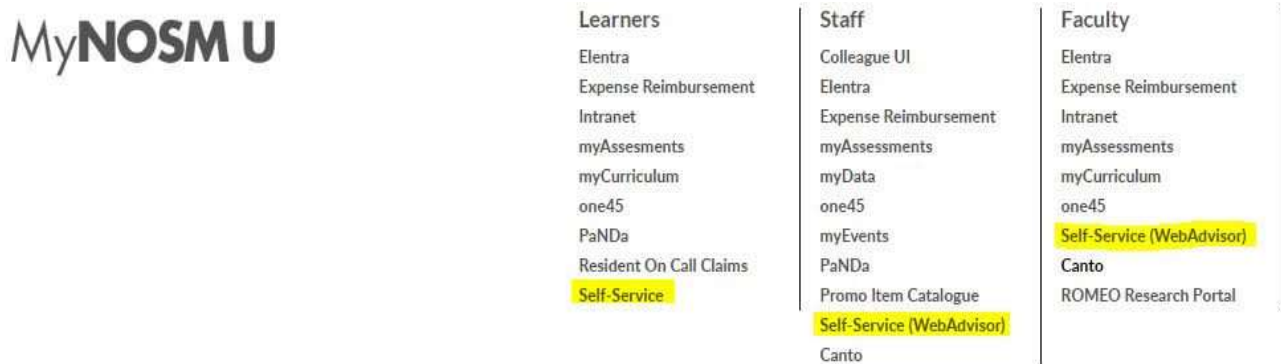 MyNOSM U
Learners
Elentra
Expense Reimbursement
Intranet
myAssesments
myCurriculum
one45
PaNDa
Resident On Call Claims
Self-Service
Staff
Colleague UI
Elentra
Expense Reimbursement
myAssessments
myData
one45
myEvents
PaNDa
Promo Item Catalogue
Self-Service (WebAdvisor)
Canto
Faculty
Elentra
Expense Reimbursement
Intranet
myAssessments
myCurriculum
one45
Self-Service (WebAdvisor)
Canto
ROMEO Research Portal